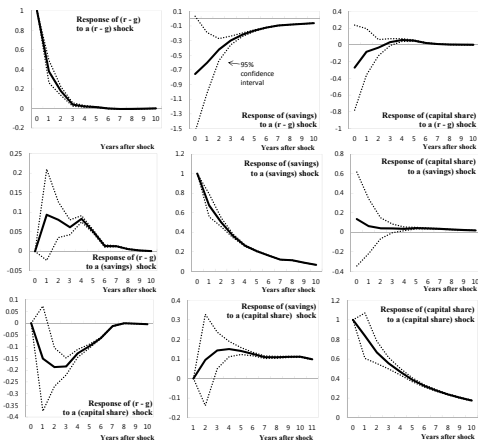 Response of (r - g)
to a (r - g) shock
1
0.8
0.6
0.4
0.2
0
-0.2
0 1 2 3 4 5 6 7 8 9 10
Years after shock
0.1
-0.1
-0.3
-0.5
-0.7
-0.9
-1.1
-1.3
-1.5
95%
confidence
interval
Response of (savings)
to a (r - g) shock
0 1 2 3 4 5 6 7 8 9 10
Years after shock
0.4
0.2
0
-0.2
-0.4
-0.6
-0.8
-1
Response of (capital share)
to a (r - g) shock
0 1 2 3 4 5 6 7 8 9 10
Years after shock
0.25
0.2
0.15
0.1
0.05
0
-0.05
Response of (r - g)
to a (savings) shock
0 1 2 3 4 5 6 7 8 9 10
Years after shock
Response of (savings)
to a (savings) shock
1.2
1
0.8
0.6
0.4
0.2
0
0 1 2 3 4 5 6 7 8 9 10
Years after shock
Response of (capital share)
to a (savings) shock
0.8
0.6
0.4
0.2
0
-0.2
-0.4
0 1 2 3 4 5 6 7 8 9 10
Years after shock
0.1
0.05
0
-0.05
-0.1
-0.15
-0.2
-0.25
-0.3
-0.35
-0.4
Response of (r - g)
to a (capital share) shock
0 1 2 3 4 5 6 7 8 9 10
Years after shock
Response of (savings)
to a (capital share) shock
0.4
0.3
0.2
0.1
0
-0.1
-0.2
1 2 3 4 5 6 7 8 9 10 11
Years after shock
Response of (capital share)
to a (capital share) shock
1.2
1
0.8
0.6
0.4
0.2
0
0 1 2 3 4 5 6 7 8 9 10
Years after shock